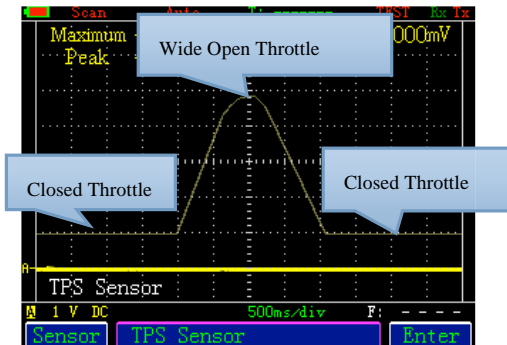 Scan Auto T: ------- TEST Rx Tx
Maximum 000mV
Peak
Wide Open Throttle
Closed Throttle
Closed Throttle
A
TPS Sensor
A 1 V DC 500ms/div F: - - - -
Sensor TPS Sensor Enter